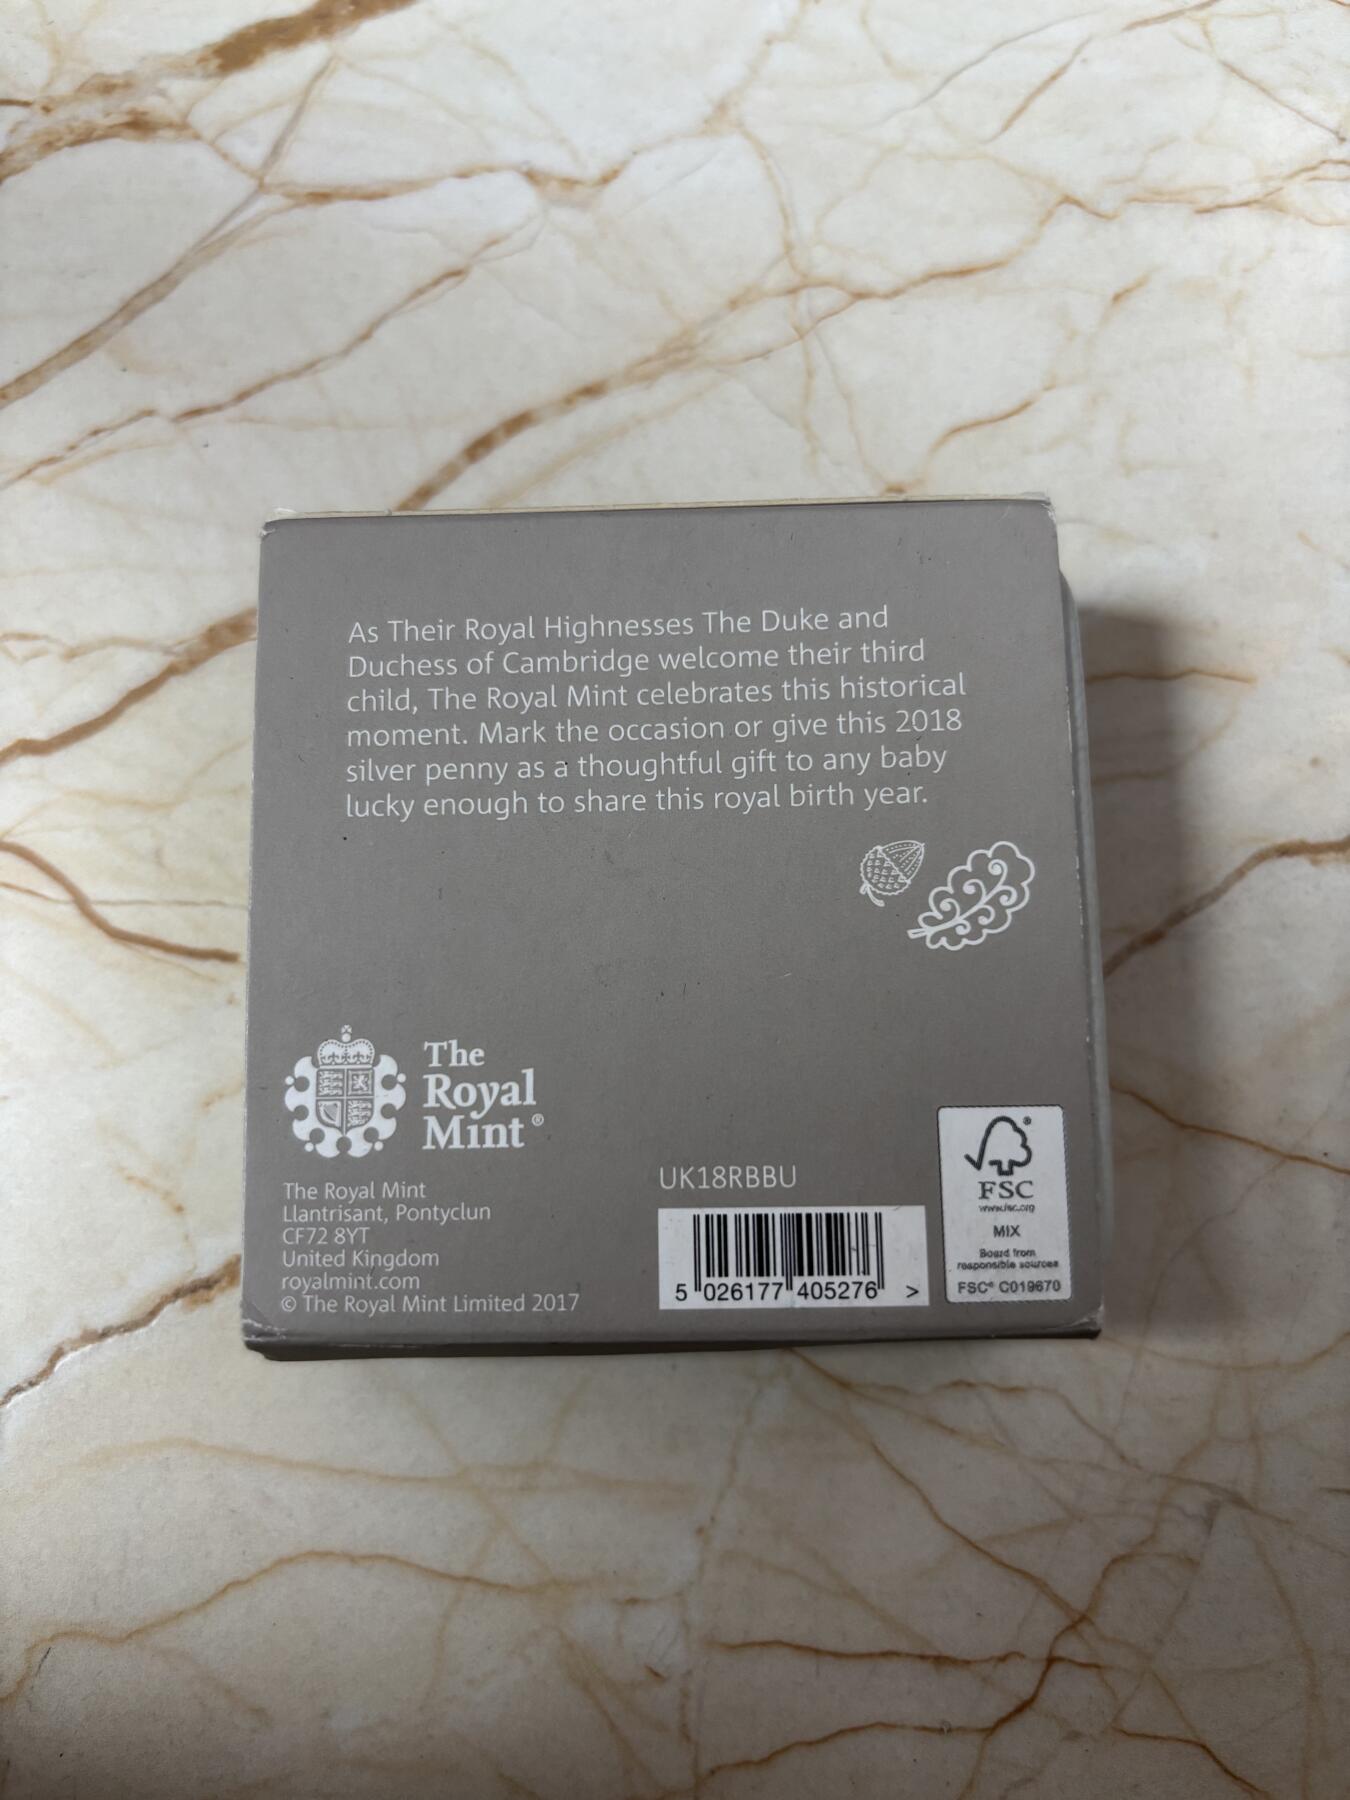 As Their Royal Highnesses The Duke and
Duchess of Cambridge welcome their third
child, The Royal Mint celebrates this historical
moment. Mark the occasion or give this 2018
silver penny as a thoughtful gift to any baby
lucky enough to share this royal birth year.
The
Royal
Mint®
The Royal Mint
Llantrisant, Pontyclun
CF72 8YT
United Kingdom
royalmint.com
© The Royal Mint Limited 2017
UK18RBBU
5 026177 405276 >
®
FSC
www.fsc.org
MIX
Board from
responsible sources
FSC® C019670